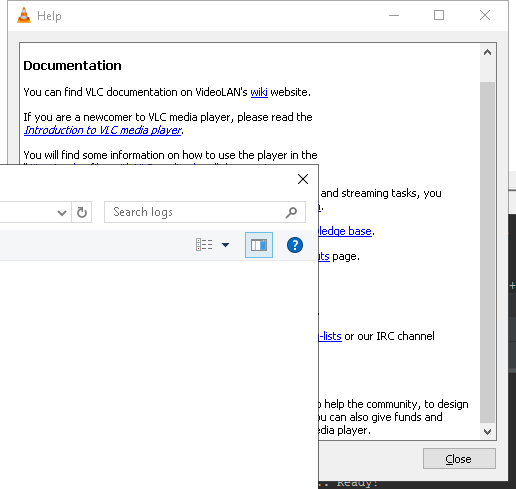 Help
Documentation
You can find VLC documentation on VideoLAN's wiki website.
If you are a newcomer to VLC media player, please read the
Introduction to VLC media player.
You will find some information on how to use the player in the
and streaming tasks, you
Search logs
ledge base.
page.
-lists or our IRC channel
help the community, to design
can also give funds and
player.
Close
Ready!